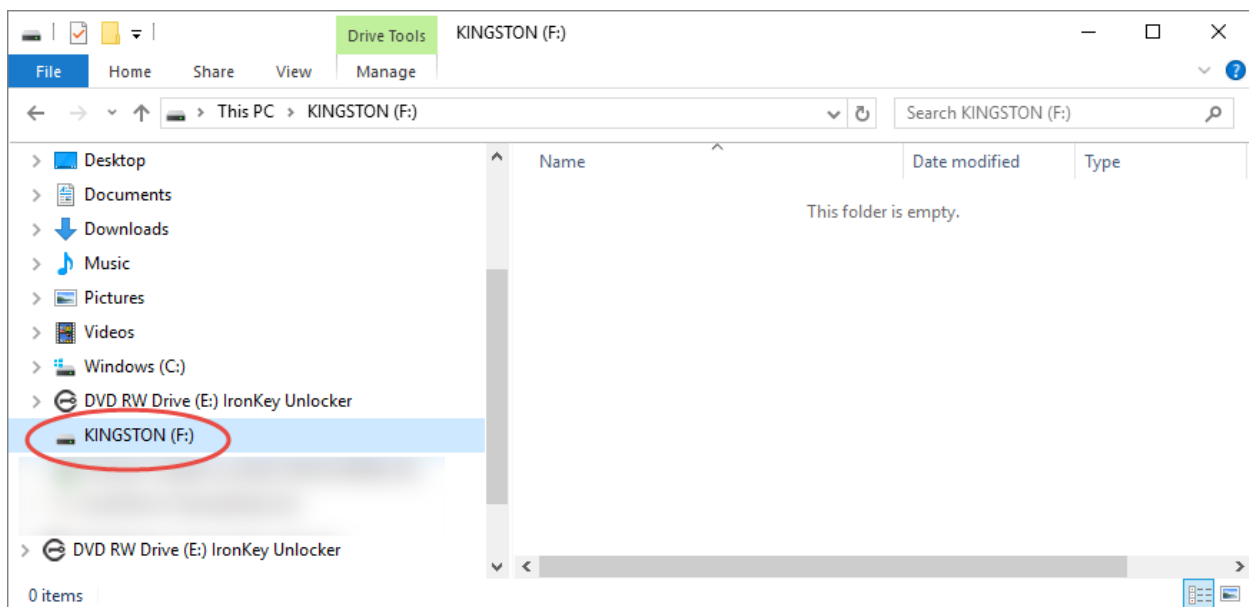 Drive Tools KINGSTON (F:)
File Home Share View Manage
This PC KINGSTON (F:) Search KINGSTON (F:)
Name Date modified Type
This folder is empty.
Desktop
Documents
Downloads
Music
Pictures
Videos
Windows (C:)
DVD RW Drive (E:) IronKey Unlocker
KINGSTON (F:)
DVD RW Drive (E:) IronKey Unlocker
0 items